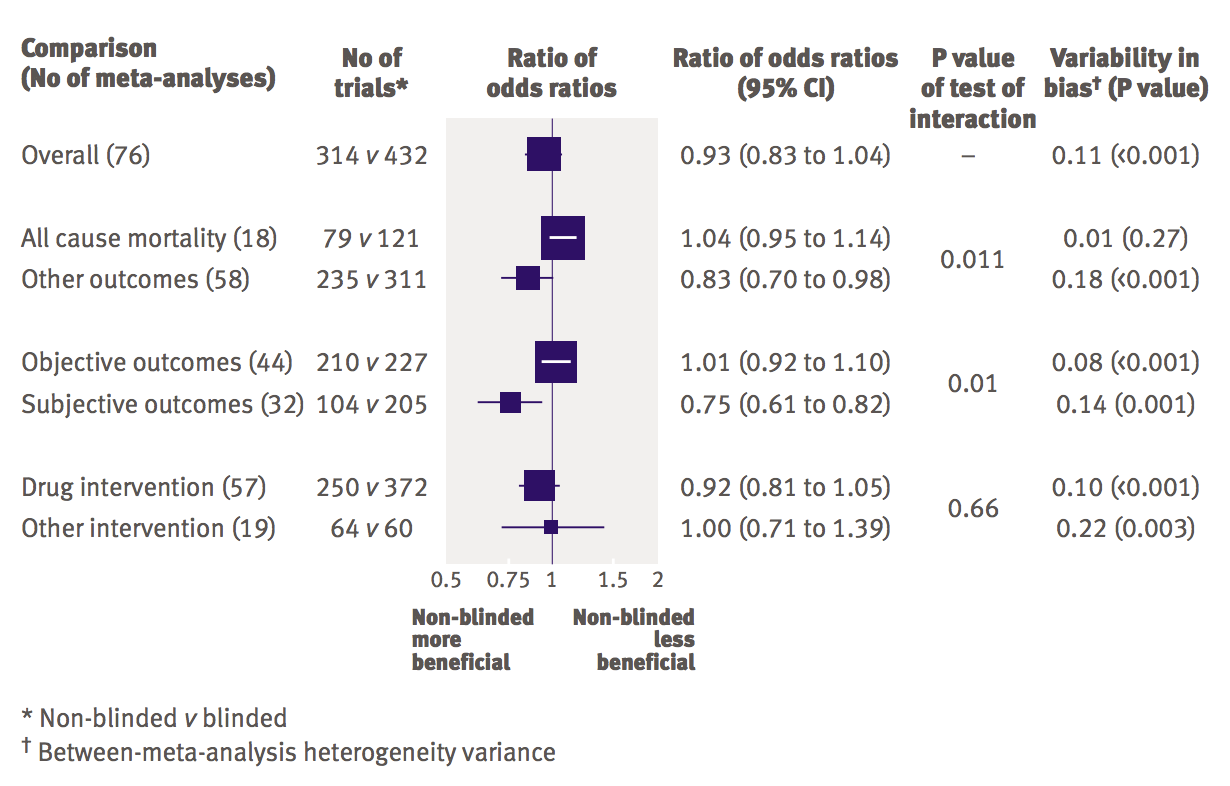 Comparison
(No of meta-analyses)
No of
trials*
Ratio of
odds ratios
Ratio of odds ratios
(95% CI)
P value
of test of
interaction
Variability in
bias† (P value)
Overall (76) 314 v 432 0.93 (0.83 to 1.04) – 0.11 (<0.001)
All cause mortality (18) 79 v 121 1.04 (0.95 to 1.14) 0.01 (0.27)
0.011
Other outcomes (58) 235 v 311 0.83 (0.70 to 0.98) 0.18 (<0.001)
Objective outcomes (44) 210 v 227 1.01 (0.92 to 1.10) 0.08 (<0.001)
0.01
Subjective outcomes (32) 104 v 205 0.75 (0.61 to 0.82) 0.14 (0.001)
Drug intervention (57) 250 v 372 0.92 (0.81 to 1.05) 0.10 (<0.001)
0.66
Other intervention (19) 64 v 60 1.00 (0.71 to 1.39) 0.22 (0.003)
0.5 0.75 1 1.5 2
Non-blinded
more
beneficial
Non-blinded
less
beneficial
* Non-blinded v blinded
† Between-meta-analysis heterogeneity variance